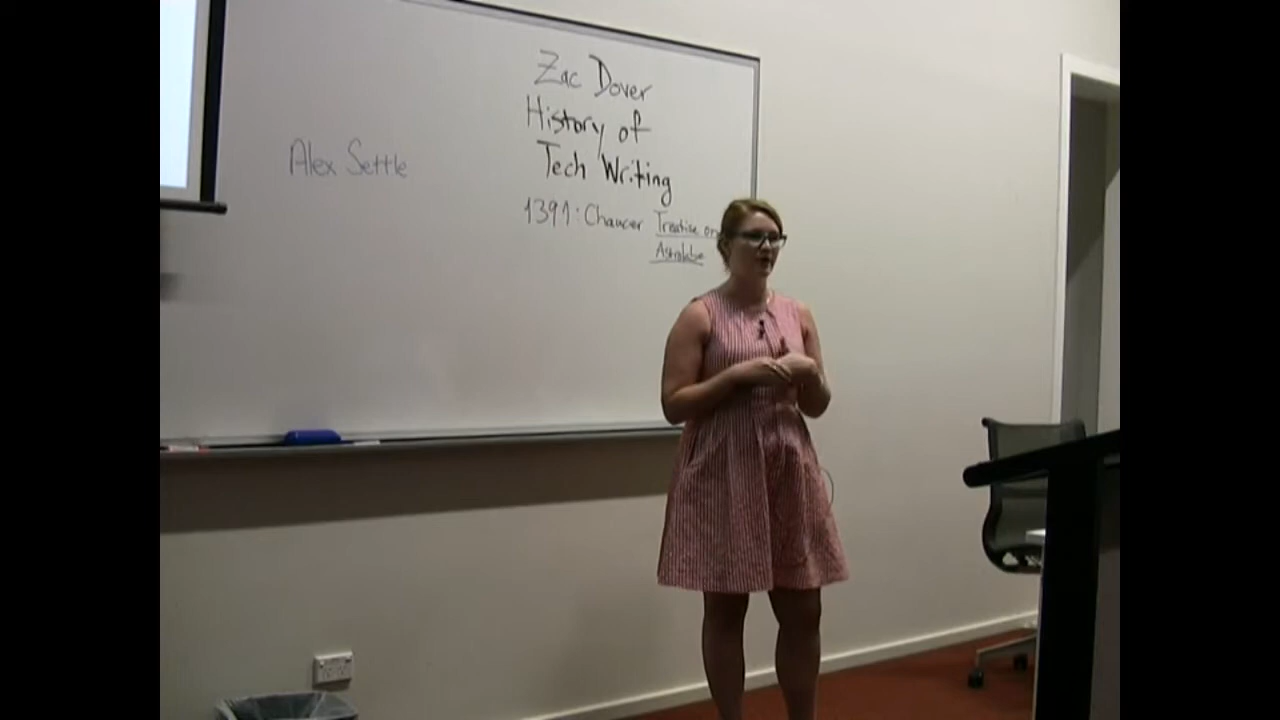 Zac Dover
History of
Tech Writing
Alex Settle
1391: Chaucer Treatise on
Astrolabe